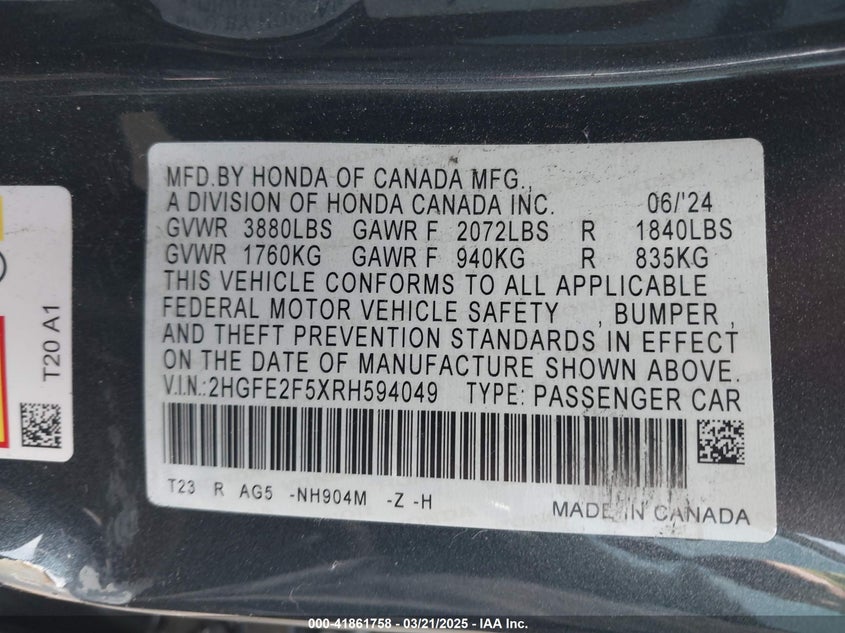 MFD.BY HONDA OF CANADA MFG.,
A DIVISION OF HONDA CANADA INC. 06/'24
GVWR 3880LBS GAWR F 2072LBS R 1840LBS
GVWR 1760KG GAWR F 940KG R 835KG
THIS VEHICLE CONFORMS TO ALL APPLICABLE
FEDERAL MOTOR VEHICLE SAFETY , BUMPER ,
AND THEFT PREVENTION STANDARDS IN EFFECT
ON THE DATE OF MANUFACTURE SHOWN ABOVE.
V.I.N.:2HGFE2F5XRH594049 TYPE: PASSENGER CAR
T23 R AG5 -NH904M -Z -H
MADE IN CANADA
T20 A1
000-41861758 - 03/21/2025 - IAA Inc.